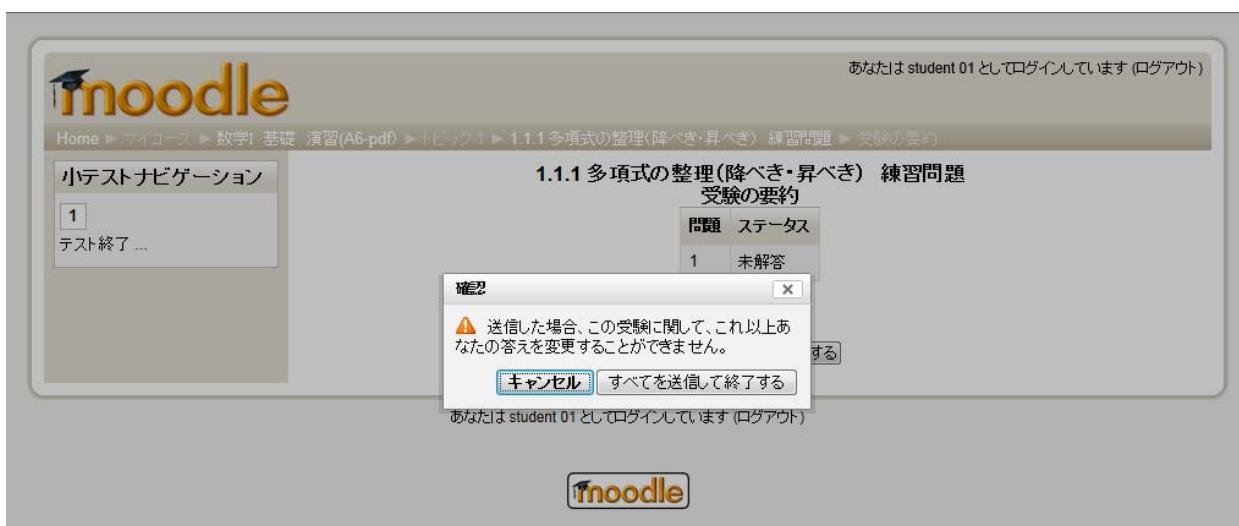 moodle
あなたは student 01 としてログインしています (ログアウト)
Home ► マイコース ► 数学I 基礎 演習(A6-pdf) ► トピック 1 ► 1.1.1 多項式の整理(降べき・昇べき) 練習問題 ► 受験の要約
小テストナビゲーション
1
テスト終了 ...
1.1.1 多項式の整理(降べき・昇べき) 練習問題
受験の要約
問題 ステータス
1 未解答
確認
送信した場合、この受験に関して、これ以上あ
なたの答えを変更することができません。
する
キャンセル すべてを送信して終了する
あなたは student 01 としてログインしています (ログアウト)
moodle